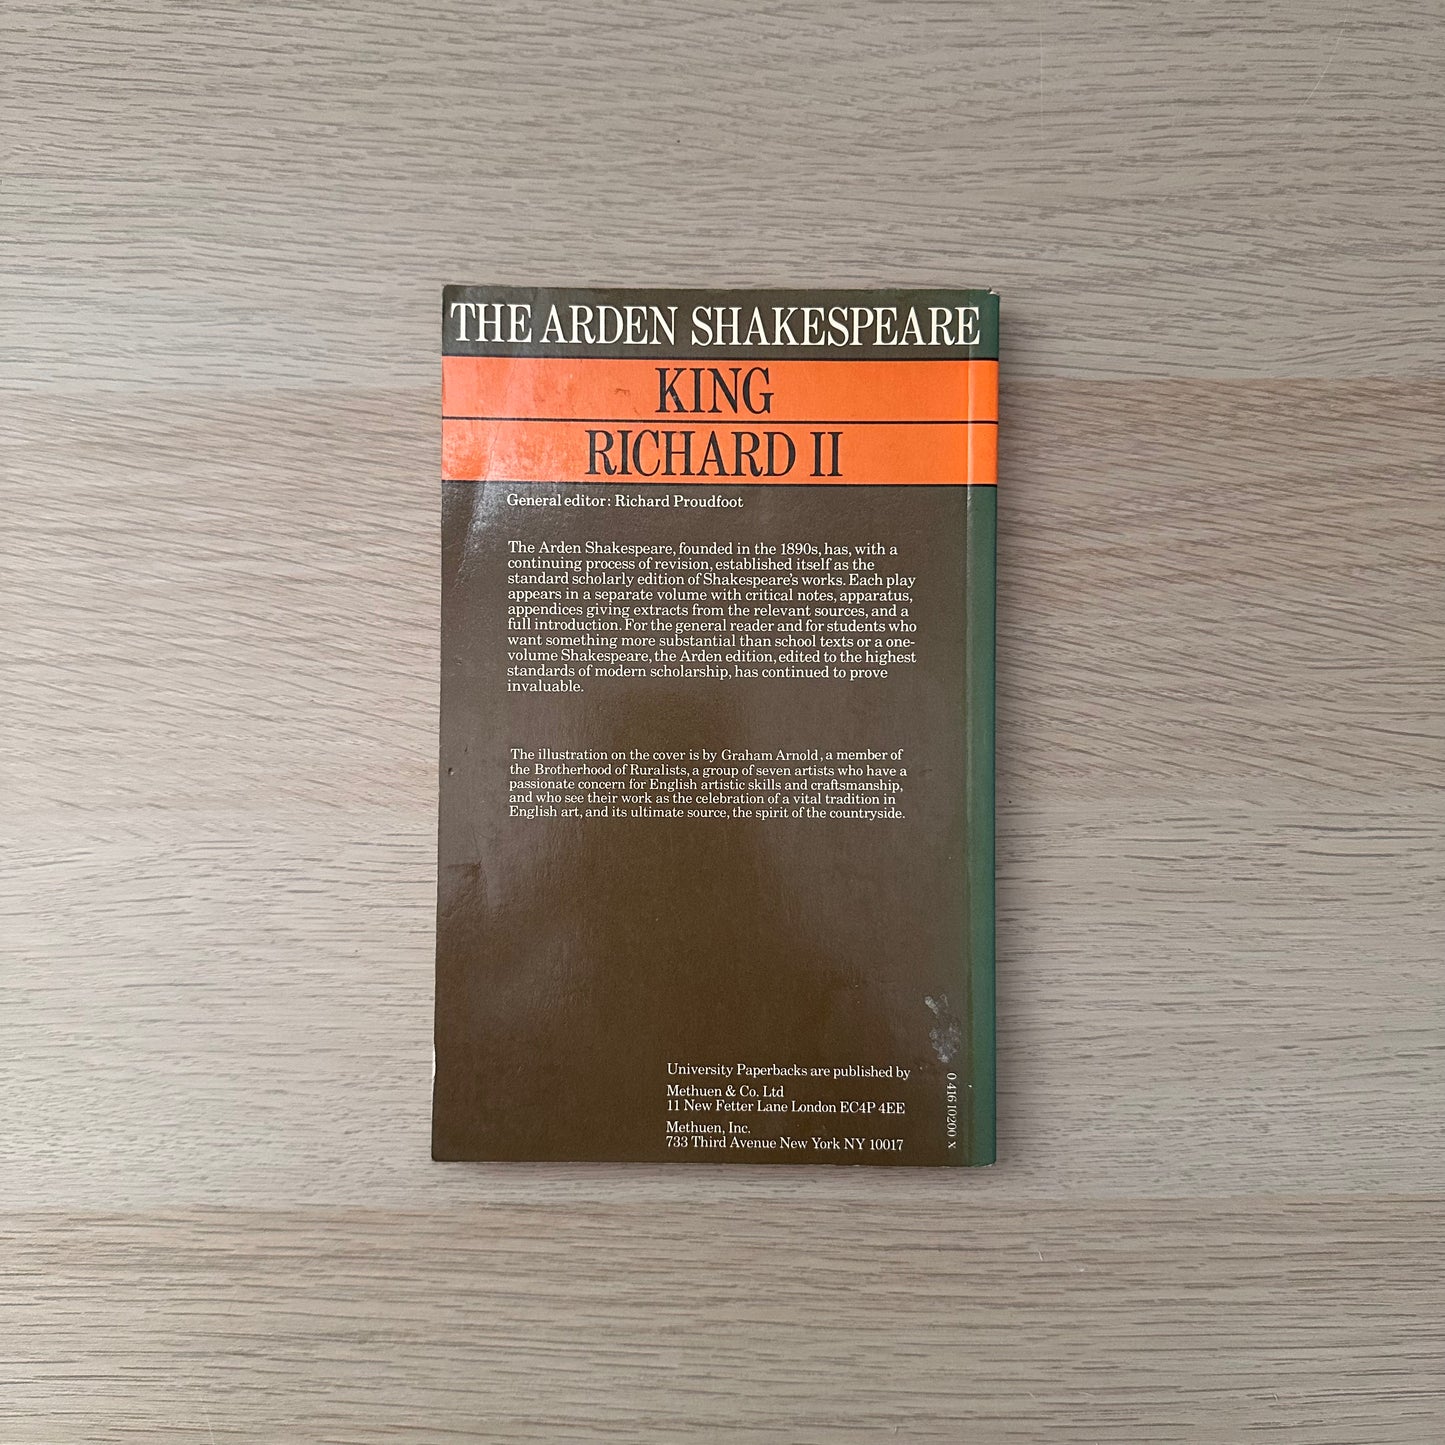 THE ARDEN SHAKESPEARE
KING
RICHARD II
General editor: Richard Proudfoot
The Arden Shakespeare, founded in the 1890s, has, with a
continuing process of revision, established itself as the
standard scholarly edition of Shakespeare's works. Each play
appears in a separate volume with critical notes, apparatus,
appendices giving extracts from the relevant sources, and a
full introduction. For the general reader and for students who
want something more substantial than school texts or a one-
volume Shakespeare, the Arden edition, edited to the highest
standards of modern scholarship, has continued to prove
invaluable.
The illustration on the cover is by Graham Arnold, a member of
the Brotherhood of Ruralists, a group of seven artists who have a
passionate concern for English artistic skills and craftsmanship,
and who see their work as the celebration of a vital tradition in
English art, and its ultimate source, the spirit of the countryside.
University Paperbacks are published by
Methuen & Co. Ltd
11 New Fetter Lane London EC4P 4EE
Methuen, Inc.
733 Third Avenue New York NY 10017
0 416 10200 X